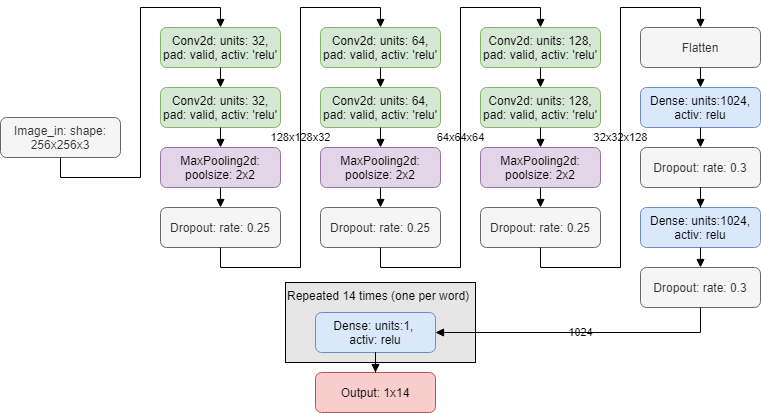 Image_in: shape:
256x256x3
Conv2d: units: 32,
pad: valid, activ: 'relu'
Conv2d: units: 32,
pad: valid, activ: 'relu'
MaxPooling2d:
poolsize: 2x2
Dropout: rate: 0.25
128x128x32
Conv2d: units: 64,
pad: valid, activ: 'relu'
Conv2d: units: 64,
pad: valid, activ: 'relu'
MaxPooling2d:
poolsize: 2x2
Dropout: rate: 0.25
64x64x64
Conv2d: units: 128,
pad: valid, activ: 'relu'
Conv2d: units: 128,
pad: valid, activ: 'relu'
MaxPooling2d:
poolsize: 2x2
Dropout: rate: 0.25
32x32x128
Flatten
Dense: units:1024,
activ: relu
Dropout: rate: 0.3
Dense: units:1024,
activ: relu
Dropout: rate: 0.3
1024
Repeated 14 times (one per word)
Dense: units:1,
activ: relu
Output: 1x14